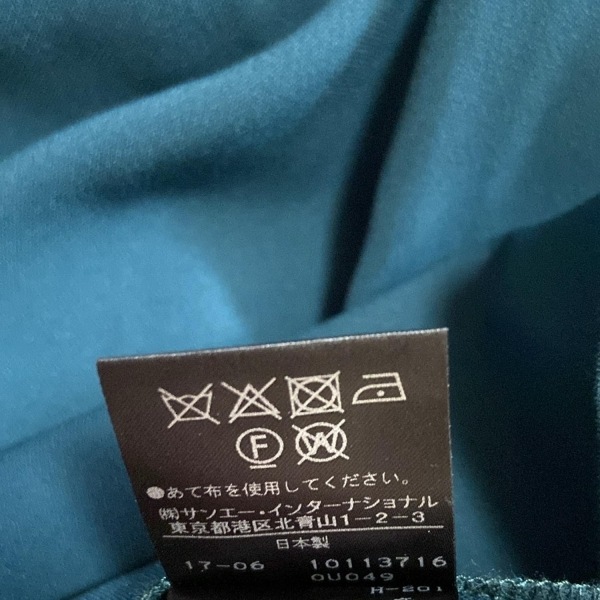 F W
●あて布を使用してください。
㈱サンエー・インターナショナル
東京都港区北青山1-2-3
日本製
17-06 10113716
0U049
H-201